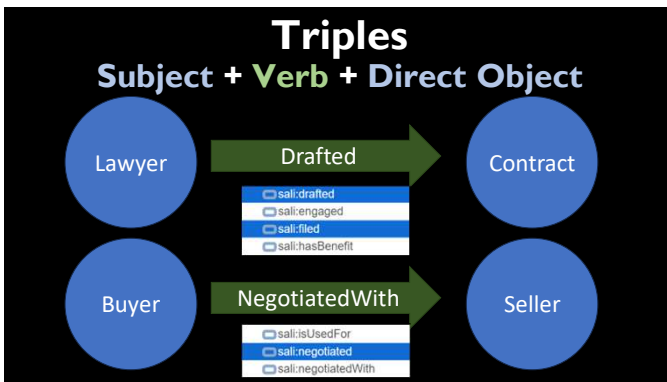 Triples
Subject + Verb + Direct Object
Lawyer
Drafted
Contract
sali:drafted
sali:engaged
sali:filed
sali:hasBenefit
Buyer
NegotiatedWith
Seller
sali:isUsedFor
sali:negotiated
sali:negotiatedWith